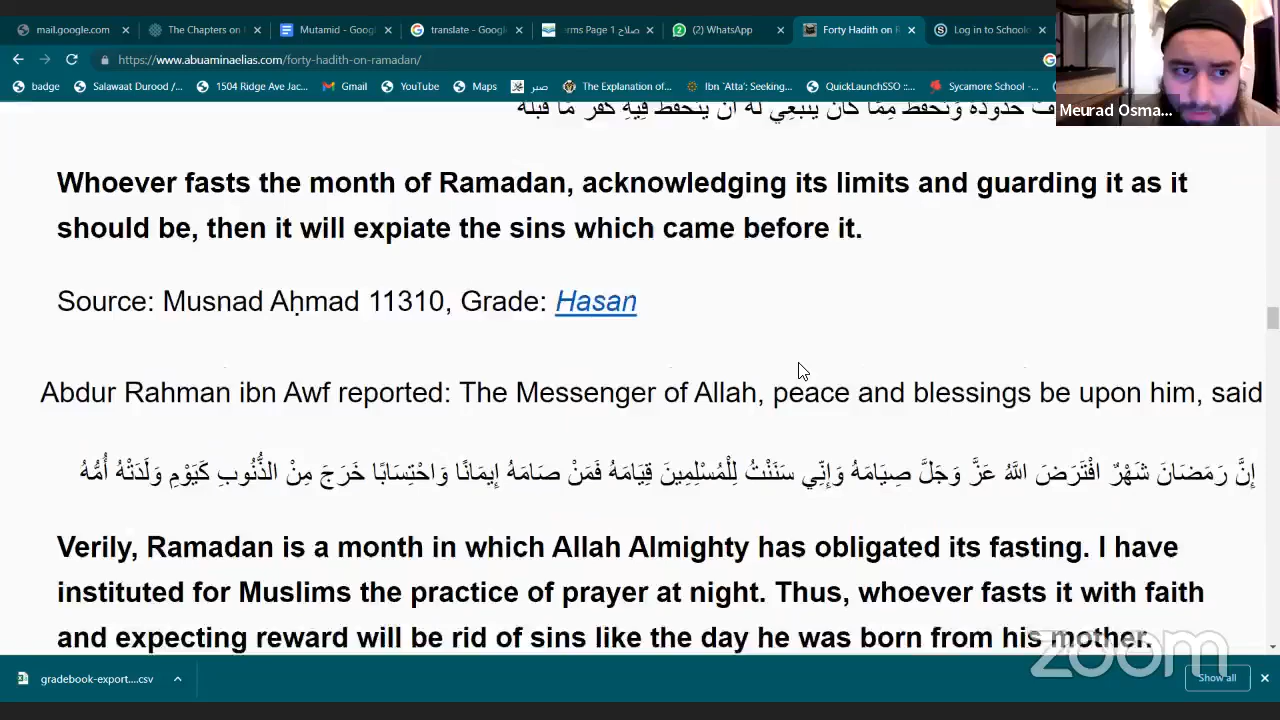 mail.google.com
The Chapters on
Mutamid - Goog
translate - Google
erms Page 1 صلاح
(2) WhatsApp
Forty Hadith on R
Log in to Schoolo
https://www.abuaminaelias.com/forty-hadith-on-ramadan/
badge
Salawaat Durood /...
1504 Ridge Ave Jac...
Gmail
YouTube
Maps
صبر
The Explanation of...
Ibn `Atta': Seeking...
QuickLaunchSSO ::...
Sycamore School -...
Meurad Osma...
حُدُودَهُ وَتَحَفَّظَ مِمَّا كَانَ يَنْبَغِي لَهُ أَنْ يَتَحَفَّظَ فِيهِ كَفَّرَ مَا قَبْلَهُ
Whoever fasts the month of Ramadan, acknowledging its limits and guarding it as it
should be, then it will expiate the sins which came before it.
Source: Musnad Aḥmad 11310, Grade: Hasan
Abdur Rahman ibn Awf reported: The Messenger of Allah, peace and blessings be upon him, said
إِنَّ رَمَضَانَ شَهْرٌ افْتَرَضَ اللَّهُ عَزَّ وَجَلَّ صِيَامَهُ وَإِنِّي سَنَنْتُ لِلْمُسْلِمِينَ قِيَامَهُ فَمَنْ صَامَهُ إِيمَانًا وَاحْتِسَابًا خَرَجَ مِنْ الذُّنُوبِ كَيَوْمِ وَلَدَتْهُ أُمُّهُ
Verily, Ramadan is a month in which Allah Almighty has obligated its fasting. I have
instituted for Muslims the practice of prayer at night. Thus, whoever fasts it with faith
and expecting reward will be rid of sins like the day he was born from his mother.
zoom
gradebook-export....csv
Show all